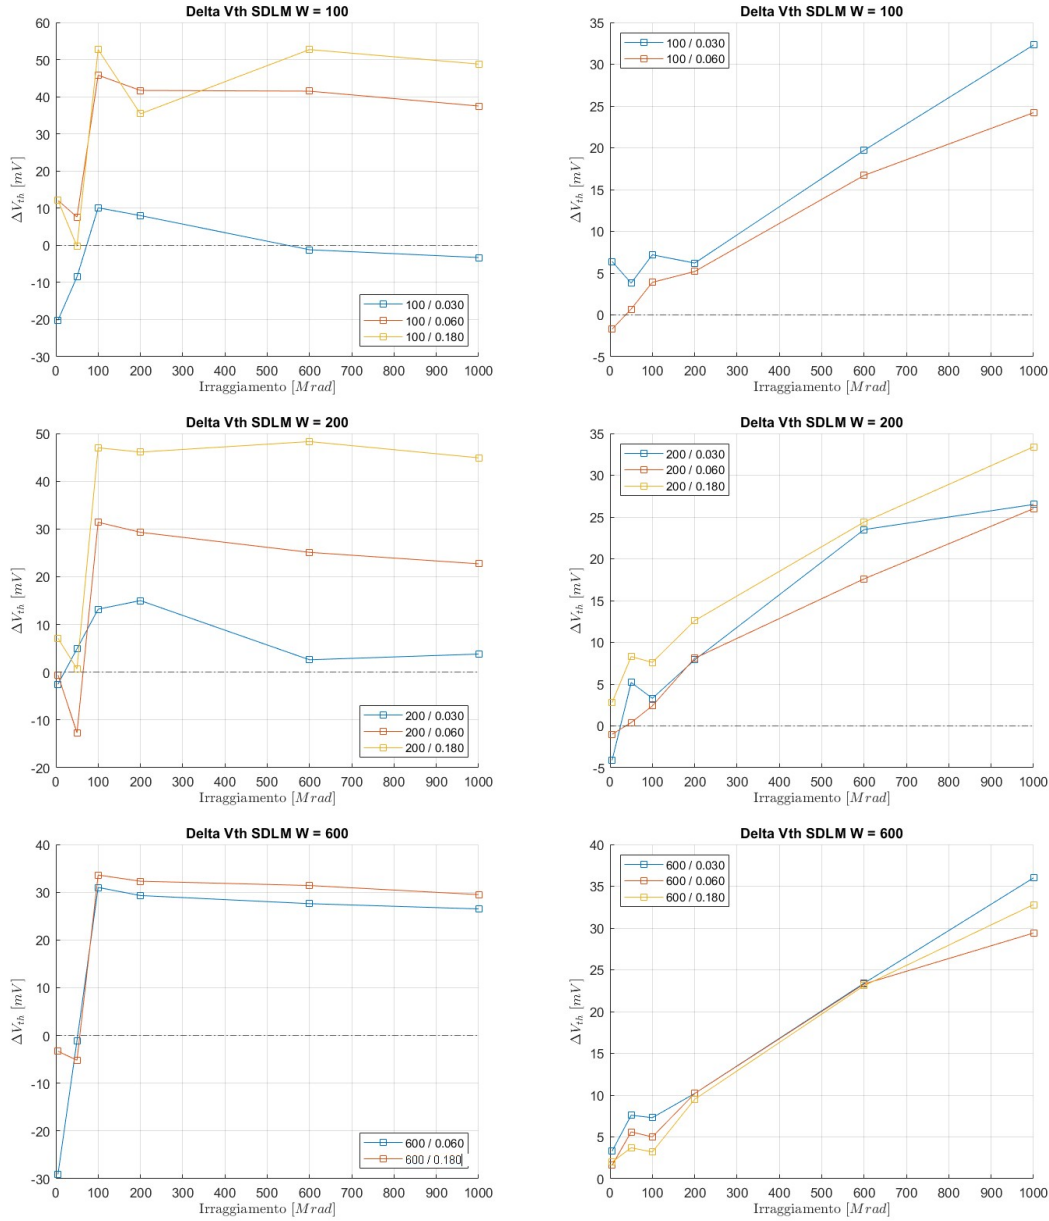 Delta Vth SDLM W = 100
60
50
40
30
20
10
0
-10
-20
-30
ΔV_th [mV]
100 / 0.030
100 / 0.060
100 / 0.180
0 100 200 300 400 500 600 700 800 900 1000
Irraggiamento [Mrad]
Delta Vth SDLM W = 100
35
30
25
20
15
10
5
0
-5
ΔV_th [mV]
100 / 0.030
100 / 0.060
0 100 200 300 400 500 600 700 800 900 1000
Irraggiamento [Mrad]
Delta Vth SDLM W = 200
50
40
30
20
10
0
-10
-20
ΔV_th [mV]
200 / 0.030
200 / 0.060
200 / 0.180
0 100 200 300 400 500 600 700 800 900 1000
Irraggiamento [Mrad]
Delta Vth SDLM W = 200
35
30
25
20
15
10
5
0
-5
ΔV_th [mV]
200 / 0.030
200 / 0.060
200 / 0.180
0 100 200 300 400 500 600 700 800 900 1000
Irraggiamento [Mrad]
Delta Vth SDLM W = 600
40
30
20
10
0
-10
-20
-30
ΔV_th [mV]
600 / 0.060
600 / 0.180
0 100 200 300 400 500 600 700 800 900 1000
Irraggiamento [Mrad]
Delta Vth SDLM W = 600
40
35
30
25
20
15
10
5
0
ΔV_th [mV]
600 / 0.030
600 / 0.060
600 / 0.180
0 100 200 300 400 500 600 700 800 900 1000
Irraggiamento [Mrad]